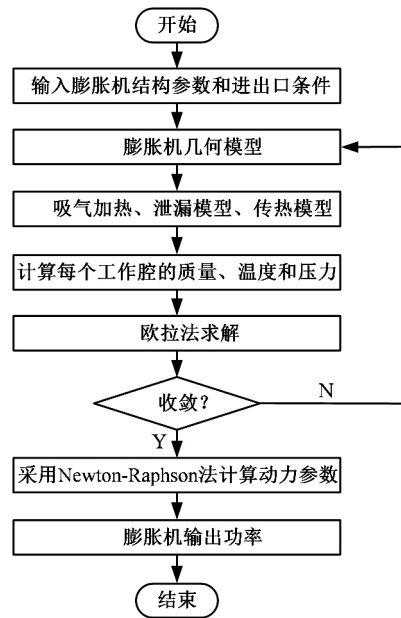 开始
输入膨胀机结构参数和进出口条件
膨胀机几何模型
吸气加热、泄漏模型、传热模型
计算每个工作腔的质量、温度和压力
欧拉法求解
收敛？
N
Y
采用Newton-Raphson法计算动力参数
膨胀机输出功率
结束